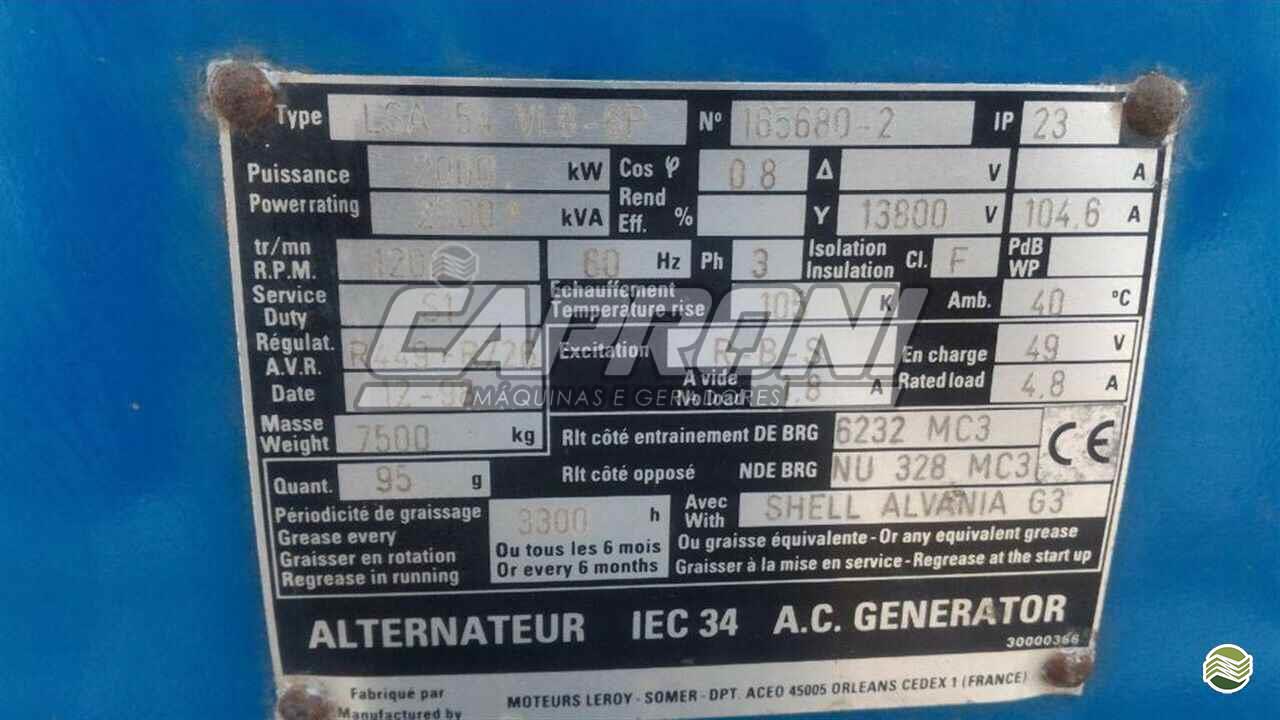 Type LSA 54 VL8-6P N° 165680-2 IP 23
Puissance 2000 kW Cos φ 0.8 Δ V A
Powerrating 2500 kVA Rend Eff. % Y 13800 V 104.6 A
tr/mn
R.P.M. 60 Hz Ph 3 Isolation
Insulation Cl. F PdB
WP
Service
Duty S1 Echauffement
Temperature rise 105 K Amb. 40 °C
Régulat.
A.V.R. Excitation R-B-S En charge 49 V
Date A vide
No Load A Rated load 4.8 A
Masse
Weight 7500 kg Rlt côté entrainement DE BRG 6232 MC3
CE
Quant. 95 g Rlt côté opposé NDE BRG NU 328 MC3
Périodicité de graissage
Grease every 3300 h Avec
With SHELL ALVANIA G3
Graisser en rotation
Regrease in running
Ou tous les 6 mois
Or every 6 months
Ou graisse équivalente - Or any equivalent grease
Graisser à la mise en service - Regrease at the start up
ALTERNATEUR IEC 34 A.C. GENERATOR
30000366
Fabriqué par
Manufactured by MOTEURS LEROY - SOMER - DPT. ACEO 45005 ORLEANS CEDEX 1 (FRANCE)
CAPRONI
MÁQUINAS E GERADORES